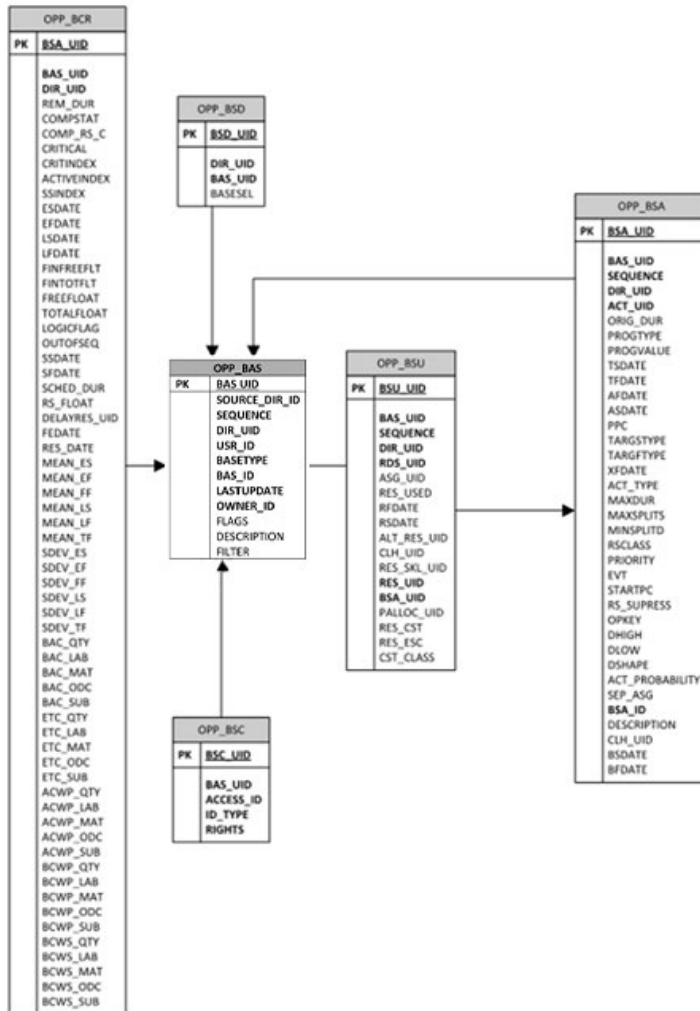 OPP_BCR
PK BSA_UID
BAS_UID
DIR_UID
REM_DUR
COMPSTAT
COMP_RS_C
CRITICAL
CRITINDEX
ACTIVEINDEX
SSINDEX
ESDATE
EFDATE
LSDATE
LFDATE
FINFREEFLT
FINTOTFLT
FREEFLOAT
TOTALFLOAT
LOGICFLAG
OUTOFSEQ
SSDATE
SFDATE
SCHED_DUR
RS_FLOAT
DELAYRES_UID
FEDATE
RES_DATE
MEAN_ES
MEAN_EF
MEAN_FF
MEAN_LS
MEAN_LF
MEAN_TF
SDEV_ES
SDEV_EF
SDEV_FF
SDEV_LS
SDEV_LF
SDEV_TF
BAC_QTY
BAC_LAB
BAC_MAT
BAC_ODC
BAC_SUB
ETC_QTY
ETC_LAB
ETC_MAT
ETC_ODC
ETC_SUB
ACWP_QTY
ACWP_LAB
ACWP_MAT
ACWP_ODC
ACWP_SUB
BCWP_QTY
BCWP_LAB
BCWP_MAT
BCWP_ODC
BCWP_SUB
BCWS_QTY
BCWS_LAB
BCWS_MAT
BCWS_ODC
BCWS_SUB
OPP_BSD
PK BSD_UID
DIR_UID
BAS_UID
BASESEL
OPP_BAS
PK BAS_UID
SOURCE_DIR_ID
SEQUENCE
DIR_UID
USR_ID
BASETYPE
BAS_ID
LASTUPDATE
OWNER_ID
FLAGS
DESCRIPTION
FILTER
OPP_BSC
PK BSC_UID
BAS_UID
ACCESS_ID
ID_TYPE
RIGHTS
OPP_BSU
PK BSU_UID
BAS_UID
SEQUENCE
DIR_UID
RDS_UID
ASG_UID
RES_USED
RFDATE
RSDATE
ALT_RES_UID
CLH_UID
RES_SKL_UID
RES_UID
BSA_UID
PALLOC_UID
RES_CST
RES_ESC
CST_CLASS
OPP_BSA
PK BSA_UID
BAS_UID
SEQUENCE
DIR_UID
ACT_UID
ORIG_DUR
PROGTYPE
PROGVALUE
TSDATE
TFDATE
AFDATE
ASDATE
PPC
TARGSTYPE
TARGFTYPE
XFDATE
ACT_TYPE
MAXDUR
MAXSPLITS
MINSPLITD
RSCLASS
PRIORITY
EVT
STARTPC
RS_SUPRESS
OPKEY
DHIGH
DLOW
DSHAPE
ACT_PROBABILITY
SEP_ASG
BSA_ID
DESCRIPTION
CLH_UID
BSDATE
BFDATE